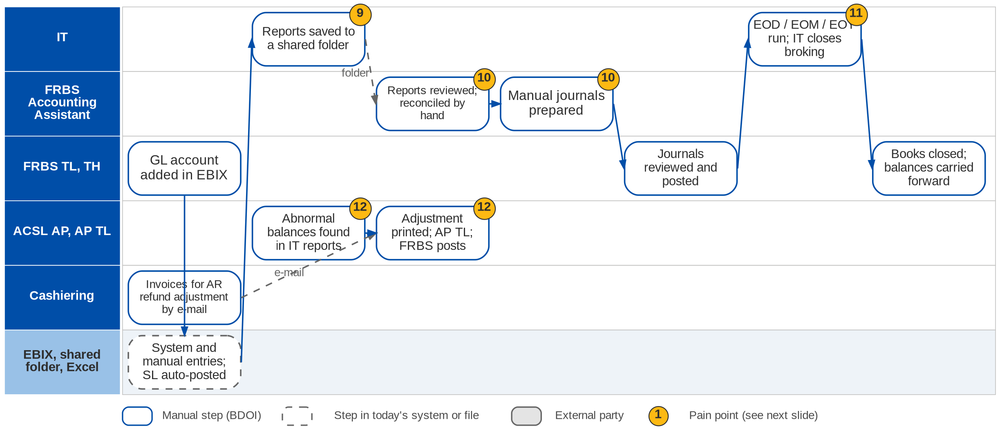 IT
Reports saved to
a shared folder
9
EOD / EOM / EOY
run; IT closes
broking
11
folder
FRBS
Accounting
Assistant
Reports reviewed;
reconciled by
hand
10
Manual journals
prepared
10
FRBS TL, TH
GL account
added in EBIX
Journals
reviewed and
posted
Books closed;
balances carried
forward
ACSL AP, AP TL
Abnormal
balances found
in IT reports
12
Adjustment
printed; AP TL;
FRBS posts
12
e-mail
Cashiering
Invoices for AR
refund adjustment
by e-mail
EBIX, shared
folder, Excel
System and
manual entries;
SL auto-posted
Manual step (BDOI)
Step in today's system or file
External party
1
Pain point (see next slide)